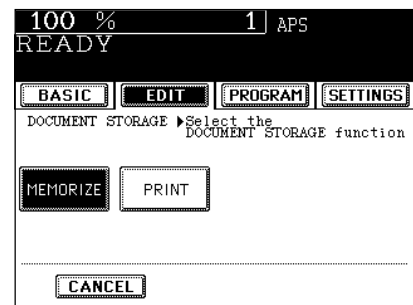 100 % 1 APS
READY
BASIC EDIT PROGRAM SETTINGS
DOCUMENT STORAGE ▶Select the
DOCUMENT STORAGE function
MEMORIZE PRINT
CANCEL